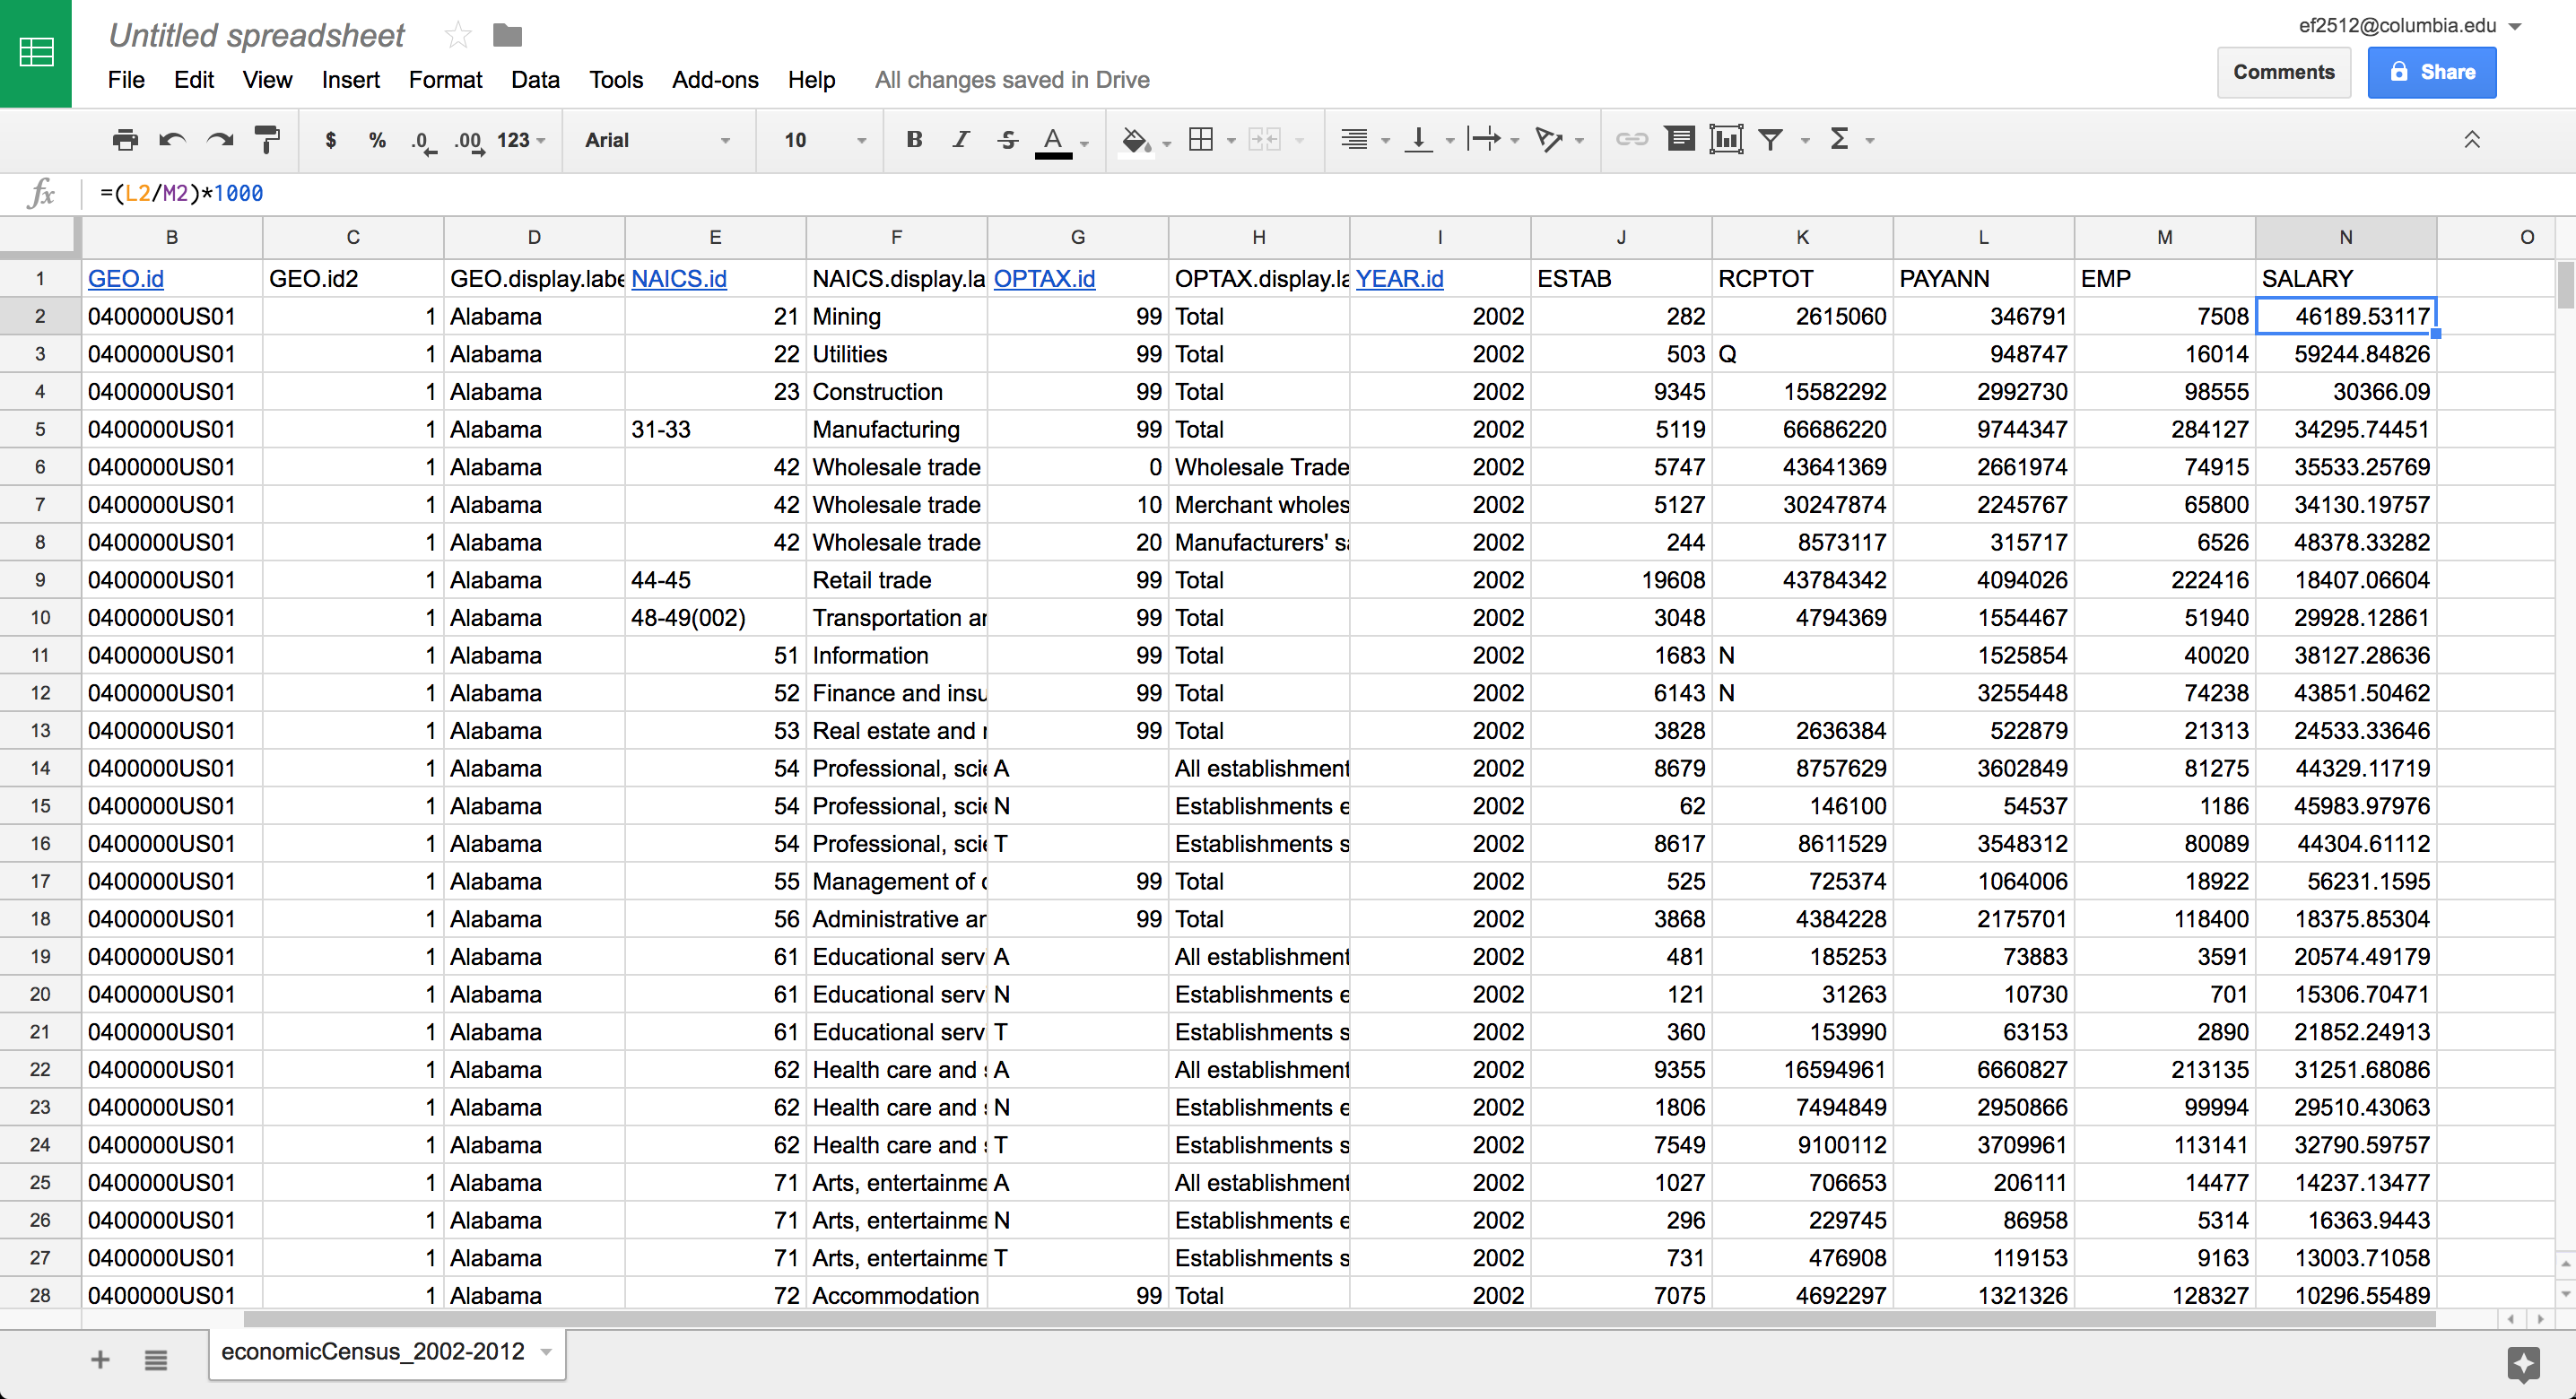 Untitled spreadsheet
ef2512@columbia.edu
File Edit View Insert Format Data Tools Add-ons Help All changes saved in Drive
Comments Share
$ % .0 .00 123 Arial 10 B I S A Σ
fx =(L2/M2)*1000
B C D E F G H I J K L M N O
1 GEO.id GEO.id2 GEO.display.labe NAICS.id NAICS.display.la OPTAX.id OPTAX.display.la YEAR.id ESTAB RCPTOT PAYANN EMP SALARY
2 0400000US01 1 Alabama 21 Mining 99 Total 2002 282 2615060 346791 7508 46189.53117
3 0400000US01 1 Alabama 22 Utilities 99 Total 2002 503 Q 948747 16014 59244.84826
4 0400000US01 1 Alabama 23 Construction 99 Total 2002 9345 15582292 2992730 98555 30366.09
5 0400000US01 1 Alabama 31-33 Manufacturing 99 Total 2002 5119 66686220 9744347 284127 34295.74451
6 0400000US01 1 Alabama 42 Wholesale trade 0 Wholesale Trade 2002 5747 43641369 2661974 74915 35533.25769
7 0400000US01 1 Alabama 42 Wholesale trade 10 Merchant wholes 2002 5127 30247874 2245767 65800 34130.19757
8 0400000US01 1 Alabama 42 Wholesale trade 20 Manufacturers' sa 2002 244 8573117 315717 6526 48378.33282
9 0400000US01 1 Alabama 44-45 Retail trade 99 Total 2002 19608 43784342 4094026 222416 18407.06604
10 0400000US01 1 Alabama 48-49(002) Transportation ar 99 Total 2002 3048 4794369 1554467 51940 29928.12861
11 0400000US01 1 Alabama 51 Information 99 Total 2002 1683 N 1525854 40020 38127.28636
12 0400000US01 1 Alabama 52 Finance and insu 99 Total 2002 6143 N 3255448 74238 43851.50462
13 0400000US01 1 Alabama 53 Real estate and r 99 Total 2002 3828 2636384 522879 21313 24533.33646
14 0400000US01 1 Alabama 54 Professional, scie A All establishment 2002 8679 8757629 3602849 81275 44329.11719
15 0400000US01 1 Alabama 54 Professional, scie N Establishments e 2002 62 146100 54537 1186 45983.97976
16 0400000US01 1 Alabama 54 Professional, scie T Establishments s 2002 8617 8611529 3548312 80089 44304.61112
17 0400000US01 1 Alabama 55 Management of c 99 Total 2002 525 725374 1064006 18922 56231.1595
18 0400000US01 1 Alabama 56 Administrative ar 99 Total 2002 3868 4384228 2175701 118400 18375.85304
19 0400000US01 1 Alabama 61 Educational serv A All establishment 2002 481 185253 73883 3591 20574.49179
20 0400000US01 1 Alabama 61 Educational serv N Establishments e 2002 121 31263 10730 701 15306.70471
21 0400000US01 1 Alabama 61 Educational serv T Establishments s 2002 360 153990 63153 2890 21852.24913
22 0400000US01 1 Alabama 62 Health care and s A All establishment 2002 9355 16594961 6660827 213135 31251.68086
23 0400000US01 1 Alabama 62 Health care and s N Establishments e 2002 1806 7494849 2950866 99994 29510.43063
24 0400000US01 1 Alabama 62 Health care and s T Establishments s 2002 7549 9100112 3709961 113141 32790.59757
25 0400000US01 1 Alabama 71 Arts, entertainme A All establishment 2002 1027 706653 206111 14477 14237.13477
26 0400000US01 1 Alabama 71 Arts, entertainme N Establishments e 2002 296 229745 86958 5314 16363.9443
27 0400000US01 1 Alabama 71 Arts, entertainme T Establishments s 2002 731 476908 119153 9163 13003.71058
28 0400000US01 1 Alabama 72 Accommodation 99 Total 2002 7075 4692297 1321326 128327 10296.55489
economicCensus_2002-2012